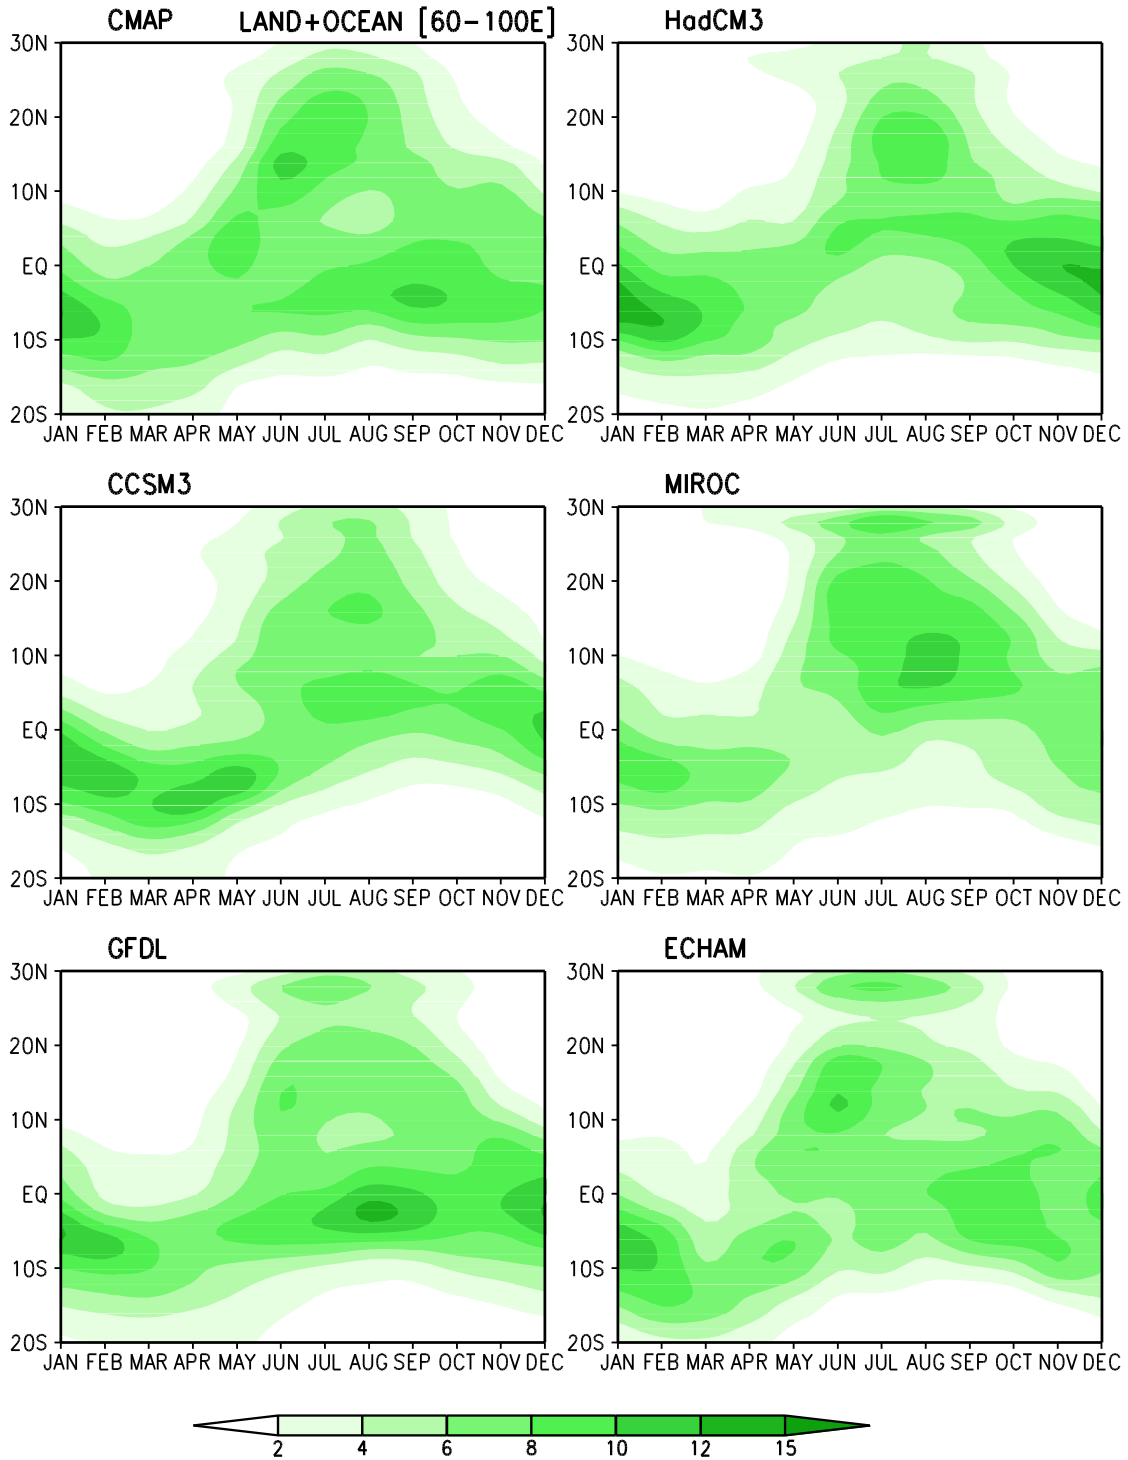 CMAP LAND+OCEAN [60-100E] HadCM3
30N 30N
20N 20N
10N 10N
EQ EQ
10S 10S
20S 20S
JAN FEB MAR APR MAY JUN JUL AUG SEP OCT NOV DEC JAN FEB MAR APR MAY JUN JUL AUG SEP OCT NOV DEC
CCSM3 MIROC
30N 30N
20N 20N
10N 10N
EQ EQ
10S 10S
20S 20S
JAN FEB MAR APR MAY JUN JUL AUG SEP OCT NOV DEC JAN FEB MAR APR MAY JUN JUL AUG SEP OCT NOV DEC
GFDL ECHAM
30N 30N
20N 20N
10N 10N
EQ EQ
10S 10S
20S 20S
JAN FEB MAR APR MAY JUN JUL AUG SEP OCT NOV DEC JAN FEB MAR APR MAY JUN JUL AUG SEP OCT NOV DEC
2 4 6 8 10 12 15